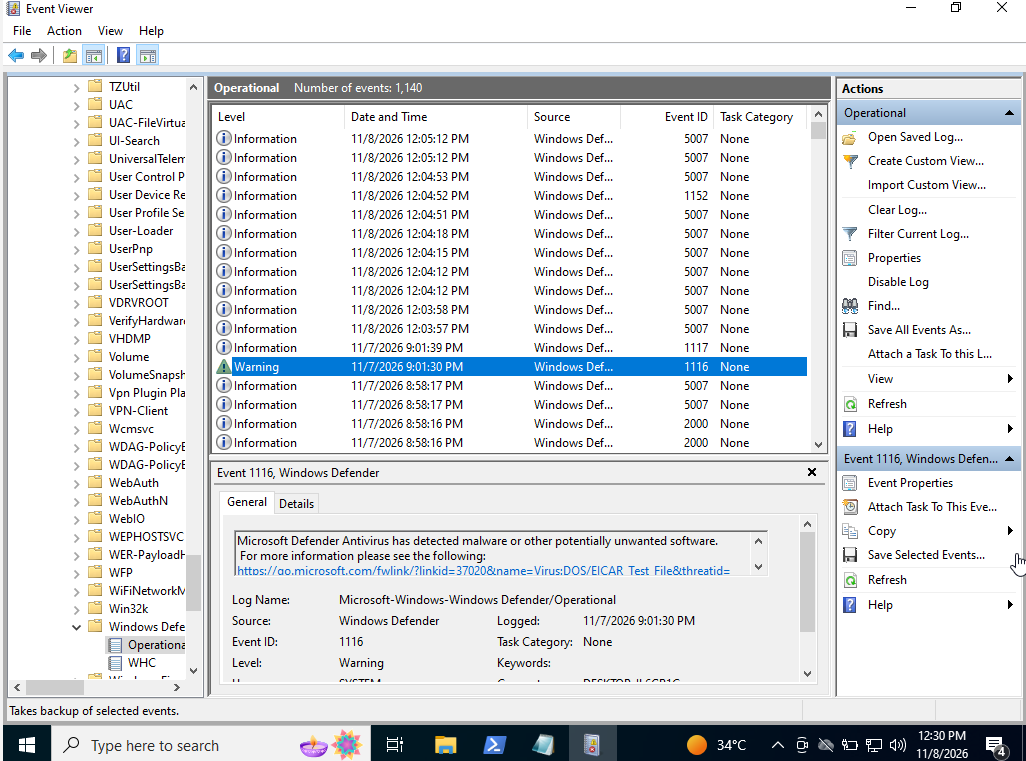 Event Viewer
File Action View Help
TZUtil
UAC
UAC-FileVirtua
UI-Search
UniversalTelem
User Control P
User Device Re
User Profile Se
User-Loader
UserPnp
UserSettingsBa
UserSettingsBa
VDRVROOT
VerifyHardwar
VHDMP
Volume
VolumeSnapsh
Vpn Plugin Pla
VPN-Client
Wcmsvc
WDAG-PolicyE
WDAG-PolicyE
WebAuth
WebAuthN
WebIO
WEPHOSTSVC
WER-PayloadH
WFP
WiFiNetworkM
Win32k
Windows Defe
Operationa
WHC
Operational Number of events: 1,140
Level Date and Time Source Event ID Task Category
Information 11/8/2026 12:05:12 PM Windows Def... 5007 None
Information 11/8/2026 12:05:12 PM Windows Def... 5007 None
Information 11/8/2026 12:04:53 PM Windows Def... 5007 None
Information 11/8/2026 12:04:52 PM Windows Def... 1152 None
Information 11/8/2026 12:04:51 PM Windows Def... 5007 None
Information 11/8/2026 12:04:18 PM Windows Def... 5007 None
Information 11/8/2026 12:04:15 PM Windows Def... 5007 None
Information 11/8/2026 12:04:12 PM Windows Def... 5007 None
Information 11/8/2026 12:04:12 PM Windows Def... 5007 None
Information 11/8/2026 12:03:58 PM Windows Def... 5007 None
Information 11/8/2026 12:03:57 PM Windows Def... 5007 None
Information 11/7/2026 9:01:39 PM Windows Def... 1117 None
Warning 11/7/2026 9:01:30 PM Windows Def... 1116 None
Information 11/7/2026 8:58:17 PM Windows Def... 5007 None
Information 11/7/2026 8:58:17 PM Windows Def... 5007 None
Information 11/7/2026 8:58:16 PM Windows Def... 2000 None
Information 11/7/2026 8:58:16 PM Windows Def... 2000 None
Event 1116, Windows Defender
General Details
Microsoft Defender Antivirus has detected malware or other potentially unwanted software.
For more information please see the following:
https://go.microsoft.com/fwlink/?linkid=37020&name=Virus:DOS/EICAR_Test_File&threatid=
Log Name: Microsoft-Windows-Windows Defender/Operational
Source: Windows Defender Logged: 11/7/2026 9:01:30 PM
Event ID: 1116 Task Category: None
Level: Warning Keywords:
Actions
Operational
Open Saved Log...
Create Custom View...
Import Custom View...
Clear Log...
Filter Current Log...
Properties
Disable Log
Find...
Save All Events As...
Attach a Task To this L...
View
Refresh
Help
Event 1116, Windows Defen...
Event Properties
Attach Task To This Eve...
Copy
Save Selected Events...
Refresh
Help
Takes backup of selected events.
Type here to search
34°C
12:30 PM
11/8/2026
4